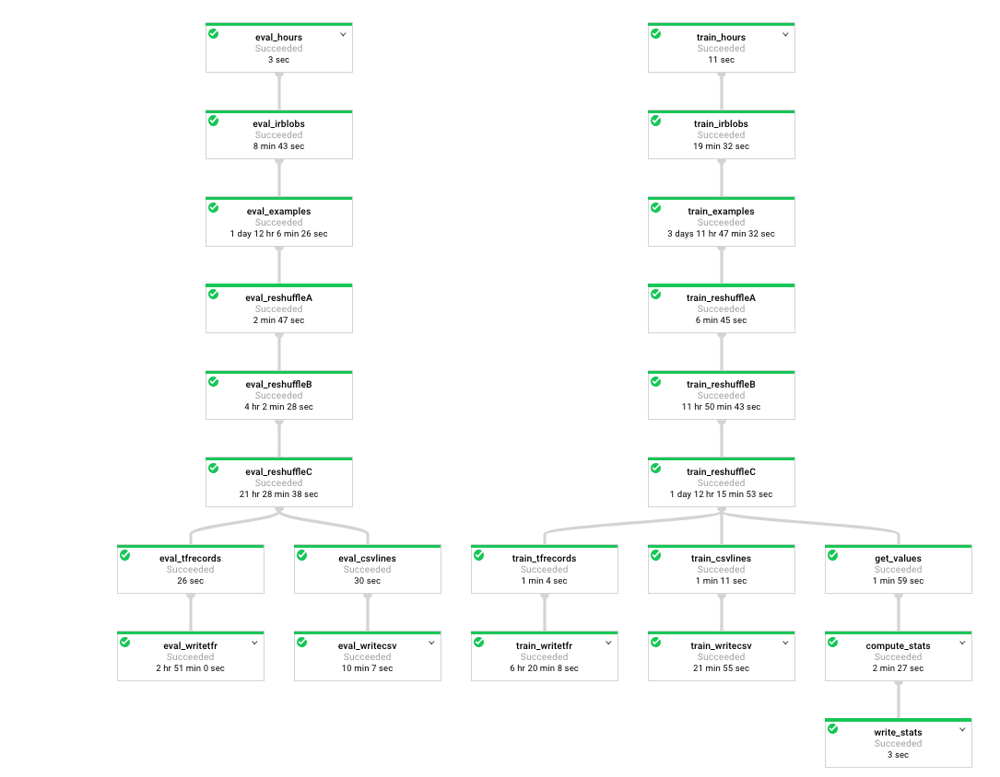 eval_hours
Succeeded
3 sec
train_hours
Succeeded
11 sec
eval_irblobs
Succeeded
8 min 43 sec
train_irblobs
Succeeded
19 min 32 sec
eval_examples
Succeeded
1 day 12 hr 6 min 26 sec
train_examples
Succeeded
3 days 11 hr 47 min 32 sec
eval_reshuffleA
Succeeded
2 min 47 sec
train_reshuffleA
Succeeded
6 min 45 sec
eval_reshuffleB
Succeeded
4 hr 2 min 28 sec
train_reshuffleB
Succeeded
11 hr 50 min 43 sec
eval_reshuffleC
Succeeded
21 hr 28 min 38 sec
train_reshuffleC
Succeeded
1 day 12 hr 15 min 53 sec
eval_tfrecords
Succeeded
26 sec
eval_csvlines
Succeeded
30 sec
train_tfrecords
Succeeded
1 min 4 sec
train_csvlines
Succeeded
1 min 11 sec
get_values
Succeeded
1 min 59 sec
eval_writetfr
Succeeded
2 hr 51 min 0 sec
eval_writecsv
Succeeded
10 min 7 sec
train_writetfr
Succeeded
6 hr 20 min 8 sec
train_writecsv
Succeeded
21 min 55 sec
compute_stats
Succeeded
2 min 27 sec
write_stats
Succeeded
3 sec